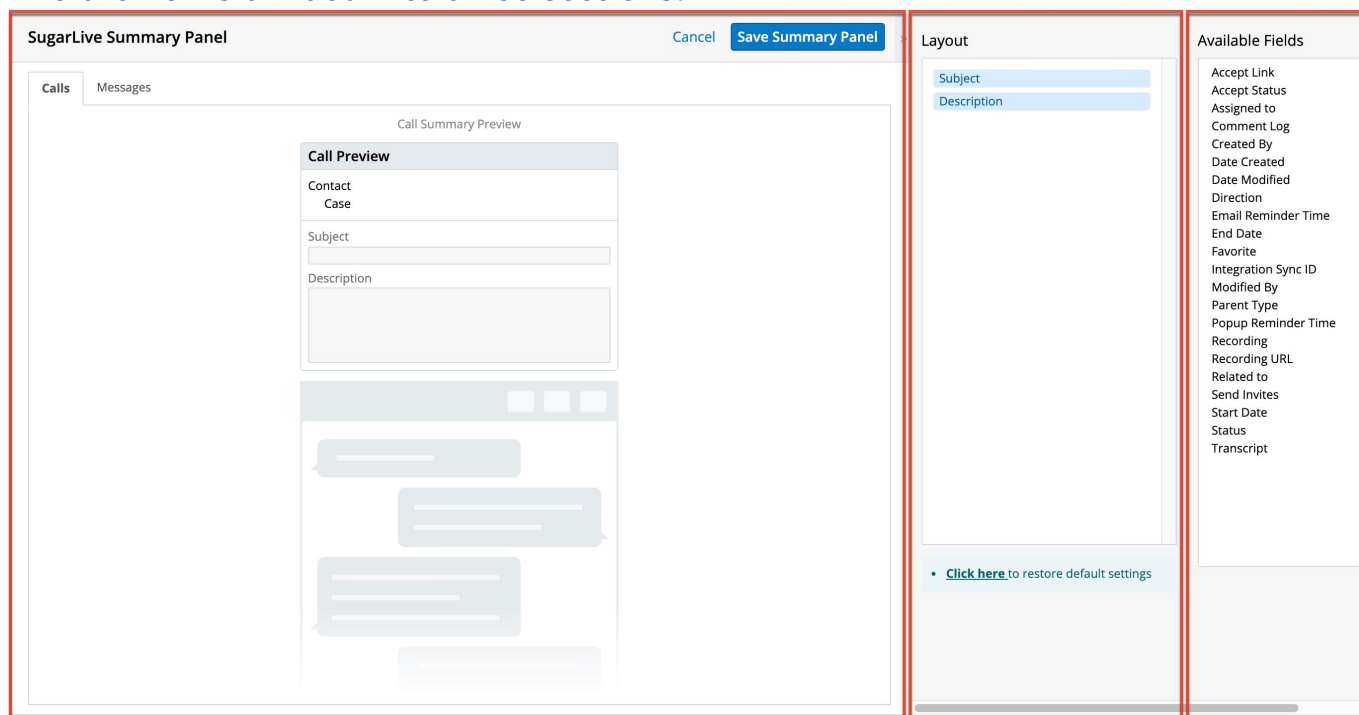 SugarLive Summary Panel
Cancel
Save Summary Panel
Calls
Messages
Call Summary Preview
Call Preview
Contact
Case
Subject
Description
Layout
Subject
Description
Click here to restore default settings
Available Fields
Accept Link
Accept Status
Assigned to
Comment Log
Created By
Date Created
Date Modified
Direction
Email Reminder Time
End Date
Favorite
Integration Sync ID
Modified By
Parent Type
Popup Reminder Time
Recording
Recording URL
Related to
Send Invites
Start Date
Status
Transcript